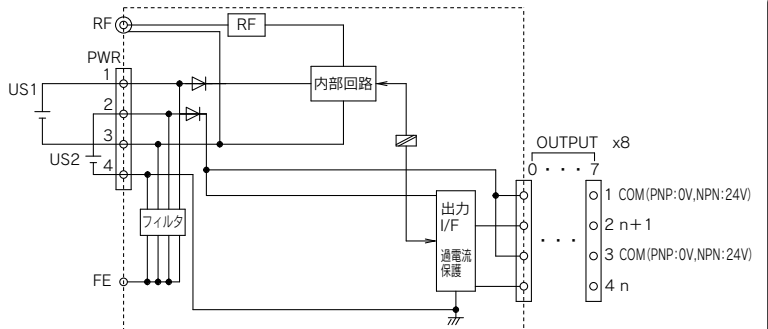 RF
RF
PWR
US1
1
2
3
US2
4
内部回路
OUTPUT x8
0 ・・・ 7
フィルタ
出力
I/F
過電流
保護
・・・
1 COM(PNP:0V,NPN:24V)
2 n+1
3 COM(PNP:0V,NPN:24V)
4 n
FE